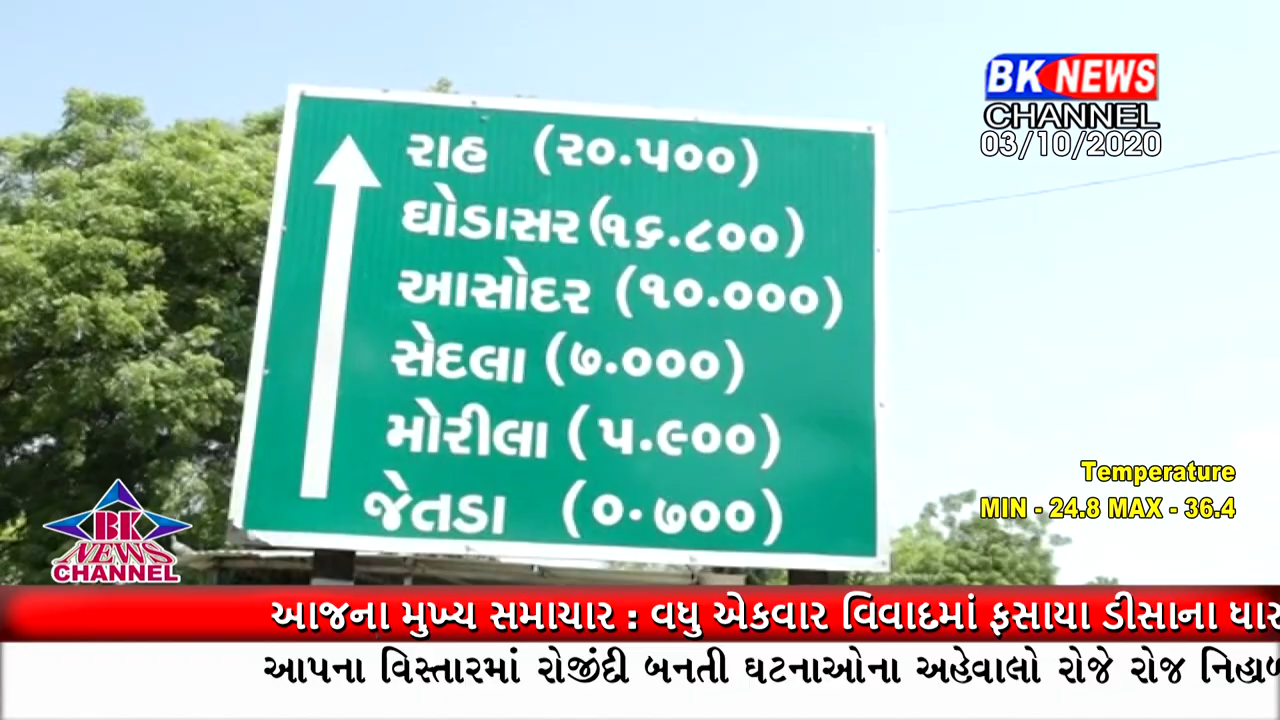 BK NEWS
CHANNEL
03/10/2020
રાહ (૨૦.૫૦૦)
ઘોડાસર (૧૬.૮૦૦)
આસોદર (૧૦.૦૦૦)
સેદલા (૭.૦૦૦)
મોરીલા (૫.૯૦૦)
જેતડા (૦.૭૦૦)
Temperature
MIN - 24.8 MAX - 36.4
BK
NEWS
CHANNEL
આજના મુખ્ય સમાચાર : વધુ એકવાર વિવાદમાં ફસાયા ડીસાના
આપના વિસ્તારમાં રોજીંદી બનતી ઘટનાઓના અહેવાલો રોજે રોજ